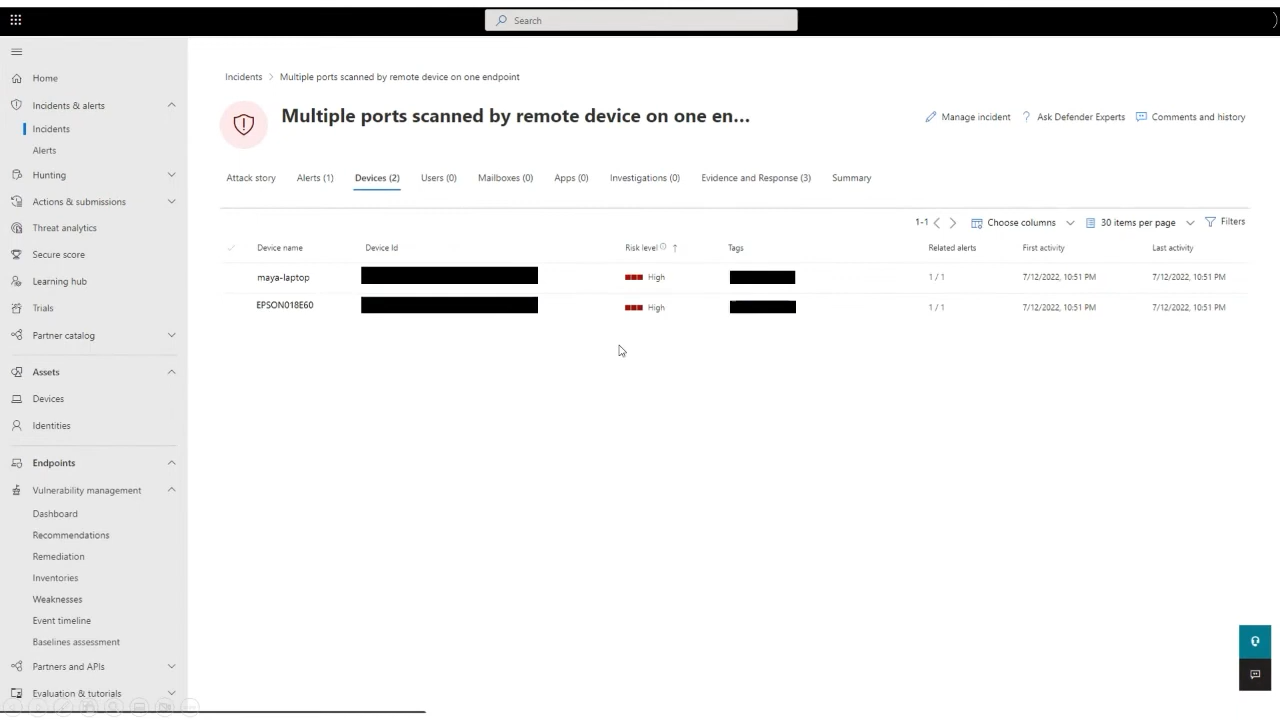 Search
Home
Incidents & alerts
Incidents
Alerts
Hunting
Actions & submissions
Threat analytics
Secure score
Learning hub
Trials
Partner catalog
Assets
Devices
Identities
Endpoints
Vulnerability management
Dashboard
Recommendations
Remediation
Inventories
Weaknesses
Event timeline
Baselines assessment
Partners and APIs
Evaluation & tutorials
Incidents > Multiple ports scanned by remote device on one endpoint
Multiple ports scanned by remote device on one en...
Manage incident ? Ask Defender Experts Comments and history
Attack story Alerts (1) Devices (2) Users (0) Mailboxes (0) Apps (0) Investigations (0) Evidence and Response (3) Summary
1-1 Choose columns 30 items per page Filters
Device name Device Id Risk level Tags Related alerts First activity Last activity
maya-laptop High 1 / 1 7/12/2022, 10:51 PM 7/12/2022, 10:51 PM
EPSON018E60 High 1 / 1 7/12/2022, 10:51 PM 7/12/2022, 10:51 PM